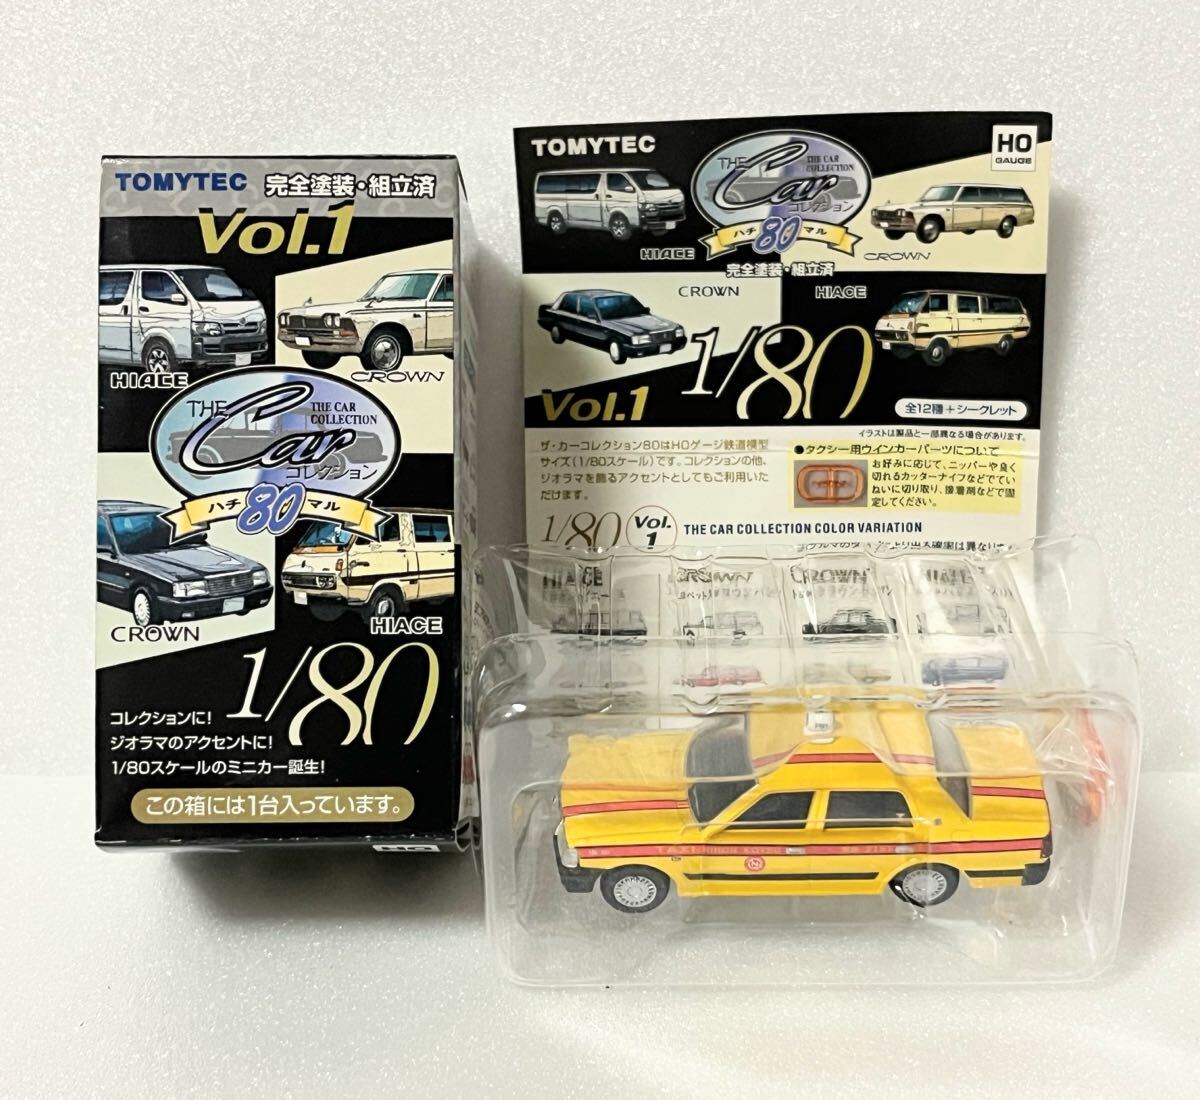 TOMYTEC 完全塗装・組立済
Vol.1
HIACE
CROWN
THE Car
THE CAR COLLECTION
コレクション
ハチ 80 マル
CROWN
HIACE
1/80
コレクションに!
ジオラマのアクセントに!
1/80スケールのミニカー誕生!
この箱には1台入っています。
HO
TOMYTEC
THE Car
THE CAR COLLECTION
コレクション
ハチ 80 マル
完全塗装・組立済
HO
GAUGE
HIACE
CROWN
CROWN
HIACE
Vol.1
1/80
全12種+シークレット
イラストは製品と一部異なる場合があります。
ザ・カーコレクション80はHOゲージ鉄道模型
サイズ(1/80スケール)です。コレクションの他、
ジオラマを飾るアクセントとしてもご利用いた
だけます。
●タクシー用ウインカーパーツについて
お好みに応じて、ニッパーや良く
切れるカッターナイフなどでてい
ねいに切り取り、接着剤などで固
定してください。
1/80 Vol.1 THE CAR COLLECTION COLOR VARIATION
HIACE
CROWN
CROWN
TAXI